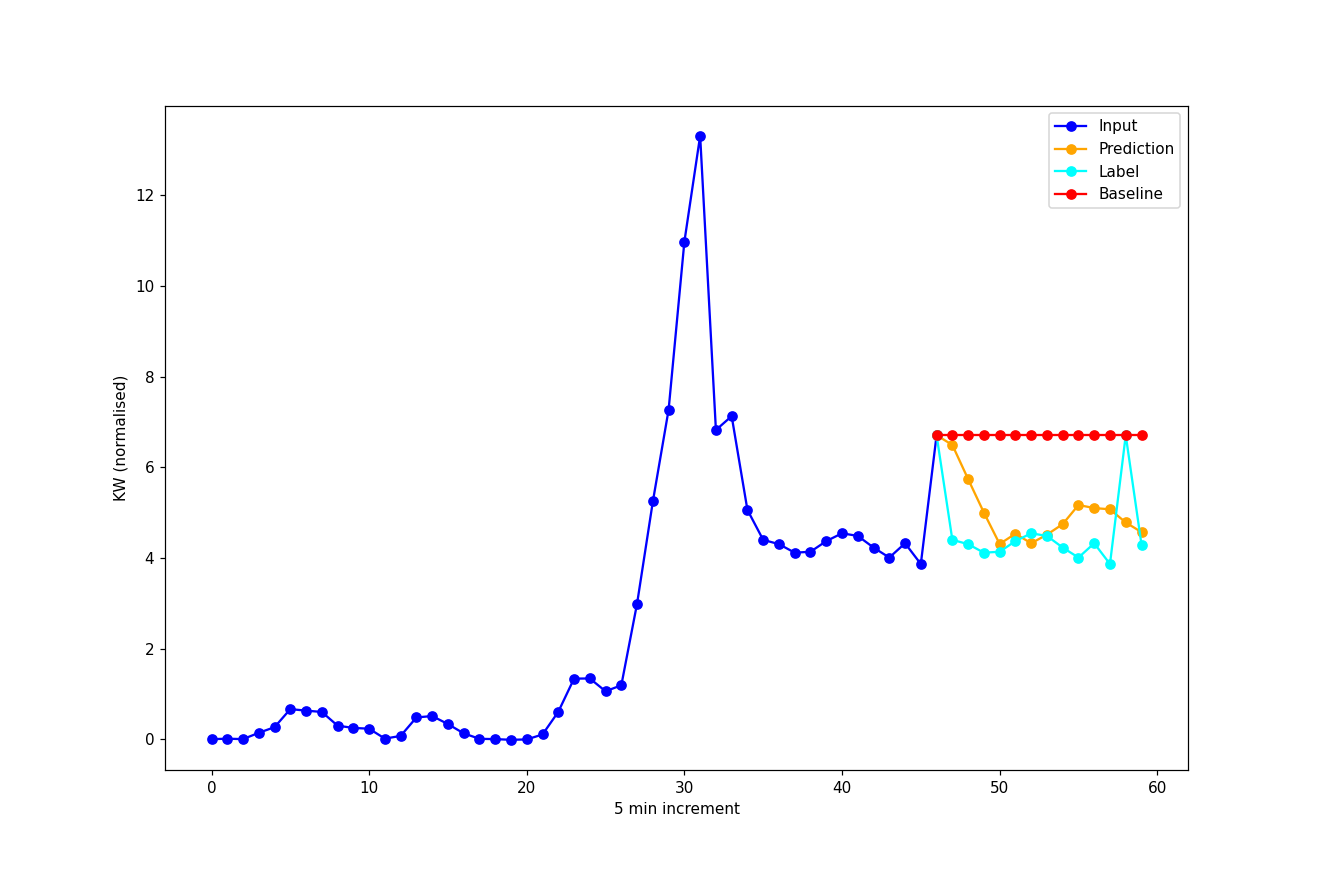 Input
Prediction
Label
Baseline
12
10
8
6
4
2
0
KW (normalised)
0 10 20 30 40 50 60
5 min increment